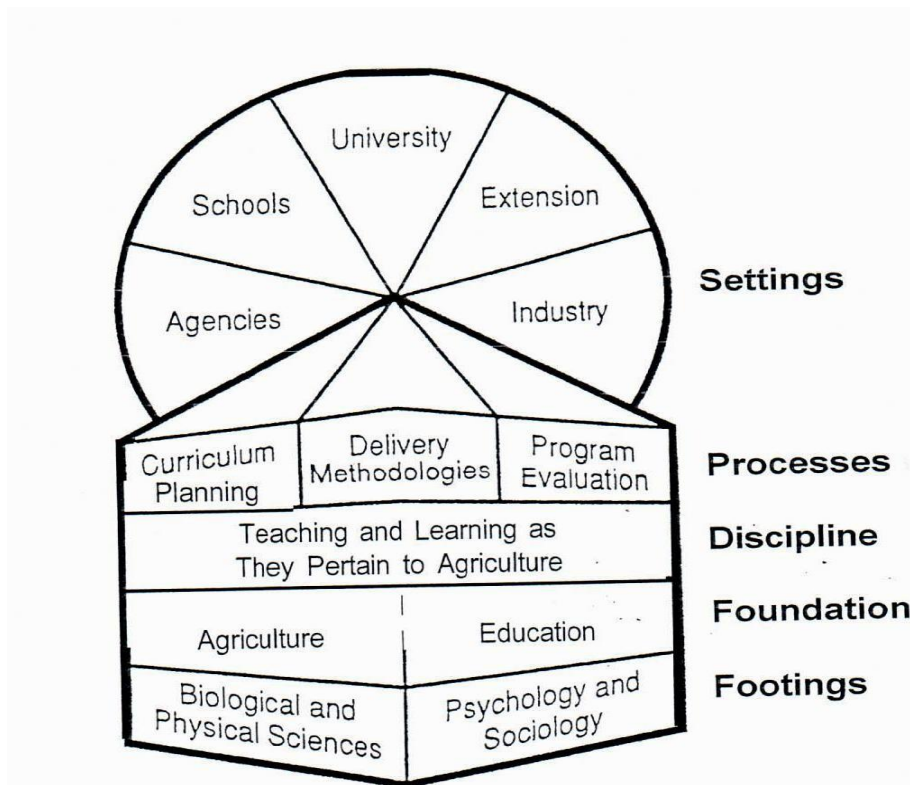 University
Schools
Extension
Agencies
Industry
Settings
Curriculum
Planning
Delivery
Methodologies
Program
Evaluation
Processes
Teaching and Learning as
They Pertain to Agriculture
Discipline
Agriculture
Education
Foundation
Biological and
Physical Sciences
Psychology and
Sociology
Footings